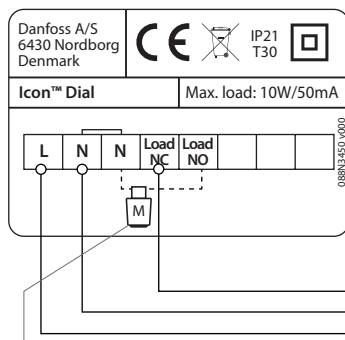 Danfoss A/S
6430 Nordborg
Denmark
CE
IP21
T30
Icon™ Dial
Max. load: 10W/50mA
L
N
N
Load
NC
Load
NO
088N3450 v000
M